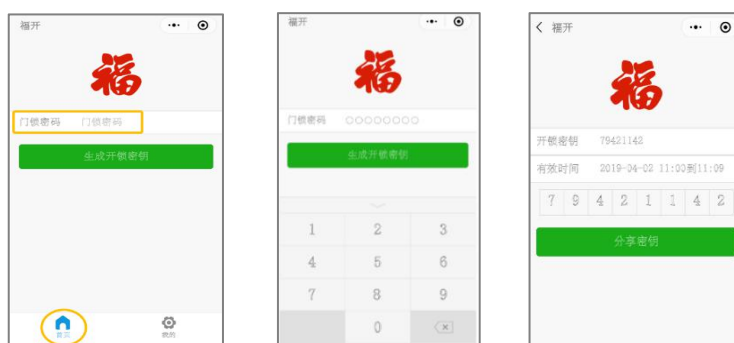 福开
福
门锁密码 门锁密码
生成开锁密钥
首页 我的
福开
福
门锁密码 ○○○○○○○○
生成开锁密钥
1 2 3
4 5 6
7 8 9
0
福开
福
开锁密钥 79421142
有效时间 2019-04-02 11:00到11:09
7 9 4 2 1 1 4 2
分享密钥